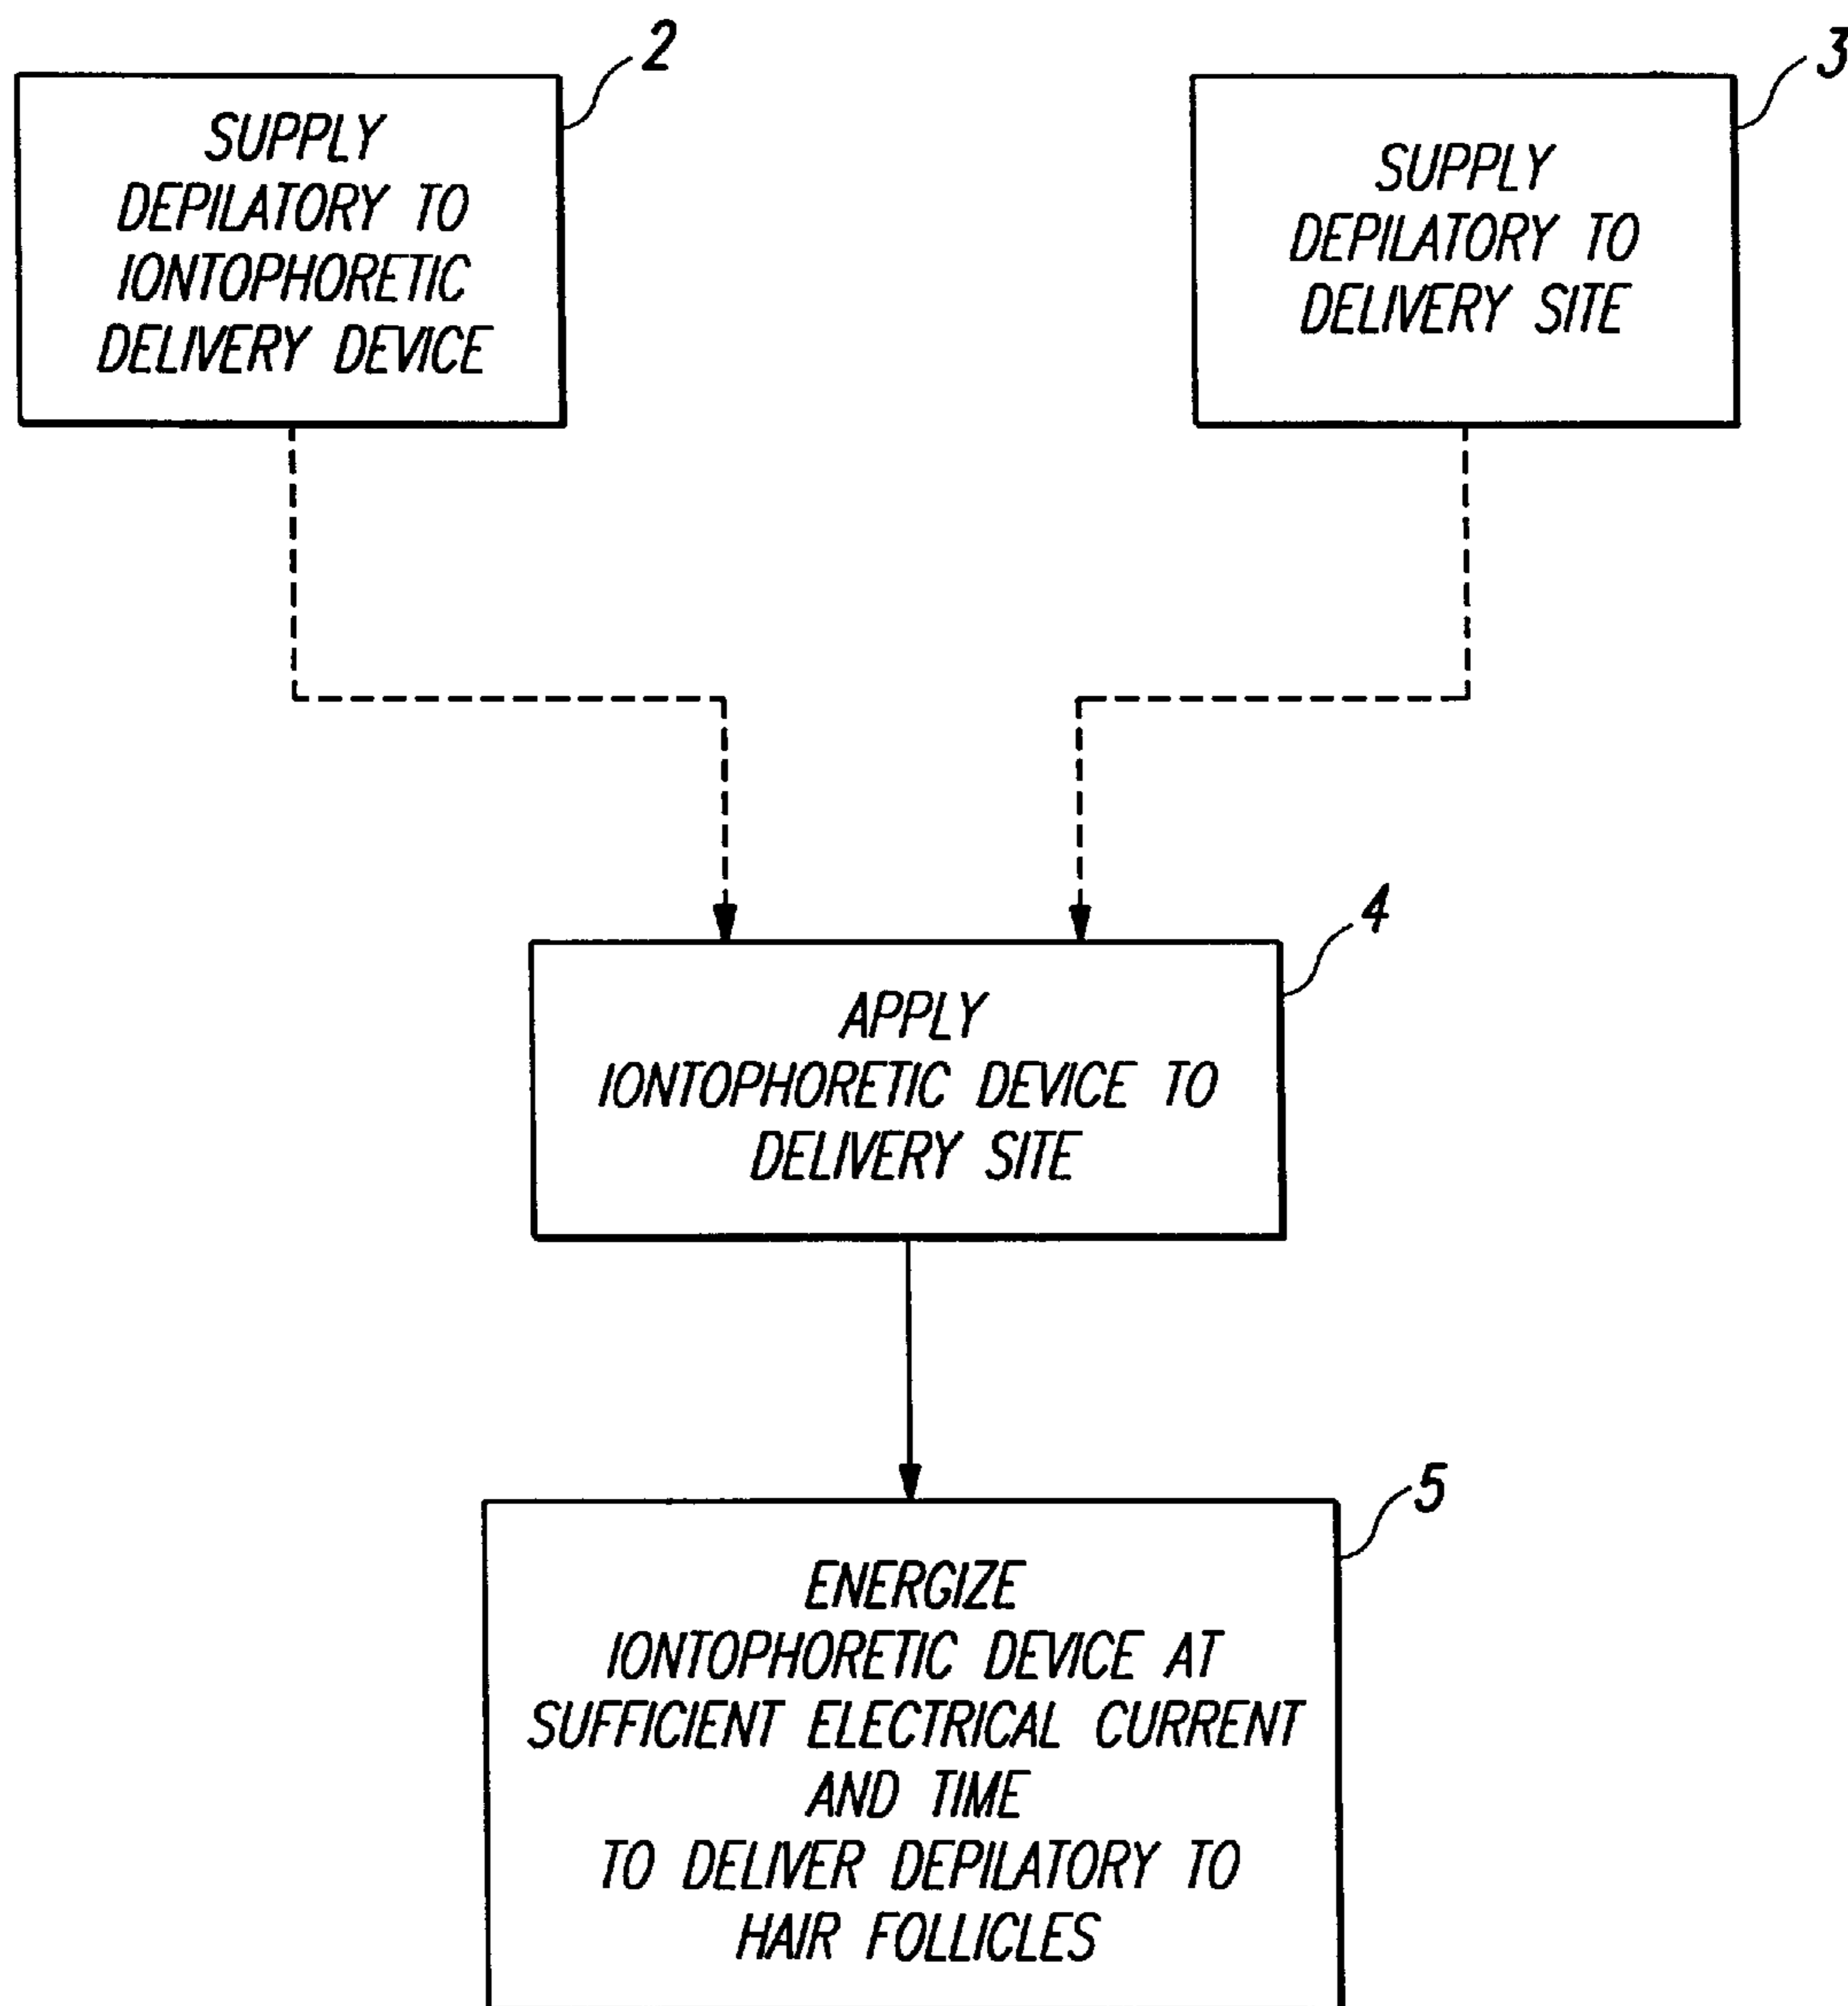 2
SUPPLY
DEPILATORY TO
IONTOPHORETIC
DELIVERY DEVICE
3
SUPPLY
DEPILATORY TO
DELIVERY SITE
4
APPLY
IONTOPHORETIC DEVICE TO
DELIVERY SITE
5
ENERGIZE
IONTOPHORETIC DEVICE AT
SUFFICIENT ELECTRICAL CURRENT
AND TIME
TO DELIVER DEPILATORY TO
HAIR FOLLICLES